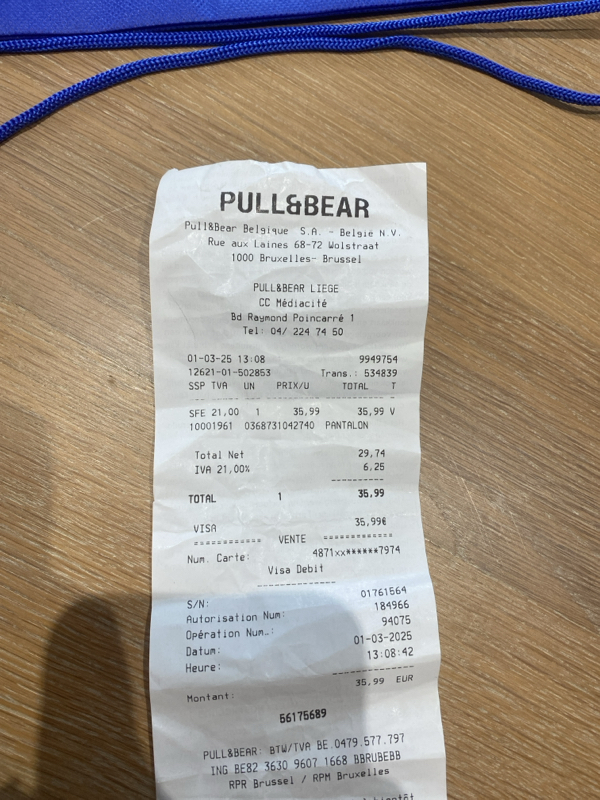 PULL&BEAR
Pull&Bear Belgique S.A. - België N.V.
Rue aux Laines 68-72 Wolstraat
1000 Bruxelles- Brussel
PULL&BEAR LIEGE
CC Médiacité
Bd Raymond Poincarré 1
Tel: 04/ 224 74 50
01-03-25 13:08 9949754
12621-01-502853 Trans.: 534839
SSP TVA UN PRIX/U TOTAL T
--- ---- --- -------- ---------- -
SFE 21,00 1 35,99 35,99 V
10001961 0368731042740 PANTALON
Total Net 29,74
IVA 21,00% 6,25
----------
TOTAL 1 35,99
VISA 35,99€
============ VENTE ============
Num. Carte: 4871xx******7974
Visa Debit
--------------
S/N: 01761564
Autorisation Num: 184966
Opération Num.: 94075
Datum: 01-03-2025
Heure: 13:08:42
--------------
Montant: 35,99 EUR
56175689
PULL&BEAR: BTW/TVA BE.0479.577.797
ING BE82 3630 9607 1668 BBRUBEBB
RPR Brussel / RPM Bruxelles
bientôt